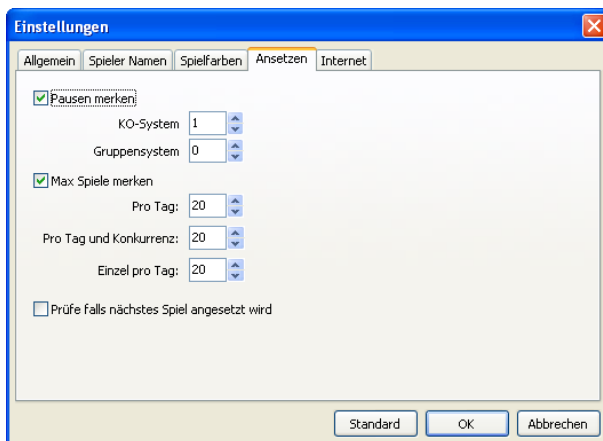 Einstellungen
Allgemein Spieler Namen Spielfarben Ansetzen Internet
Pausen merken
KO-System 1
Gruppensystem 0
Max Spiele merken
Pro Tag: 20
Pro Tag und Konkurrenz: 20
Einzel pro Tag: 20
Prüfe falls nächstes Spiel angesetzt wird
Standard OK Abbrechen